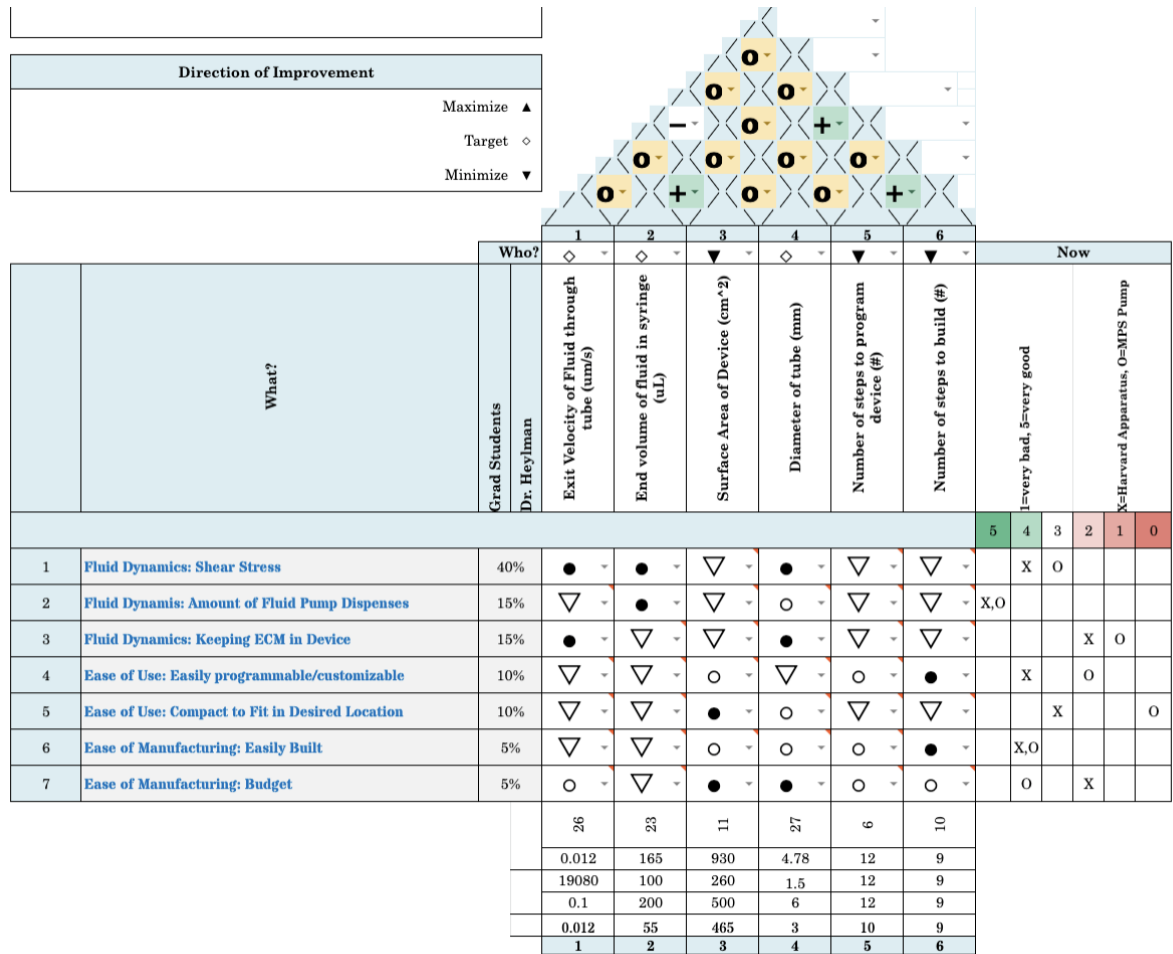 o
o o
− o +
o o o o
o + o o +
Direction of Improvement
Maximize ▲
Target ◇
Minimize ▼
1 2 3 4 5 6
Who? ◇ ◇ ▼ ◇ ▼ ▼ Now
What?
Grad Students
Dr. Heylman
Exit Velocity of Fluid through
tube (um/s)
End volume of fluid in syringe
(uL)
Surface Area of Device (cm^2)
Diameter of tube (mm)
Number of steps to program
device (#)
Number of steps to build (#)
1=very bad, 5=very good
X=Harvard Apparatus, O=MPS Pump
5 4 3 2 1 0
1 Fluid Dynamics: Shear Stress 40% ● ● ▽ ● ▽ ▽ X O
2 Fluid Dynamis: Amount of Fluid Pump Dispenses 15% ▽ ● ▽ ○ ▽ ▽ X,O
3 Fluid Dynamics: Keeping ECM in Device 15% ● ▽ ▽ ● ▽ ▽ X O
4 Ease of Use: Easily programmable/customizable 10% ▽ ▽ ○ ▽ ○ ● X O
5 Ease of Use: Compact to Fit in Desired Location 10% ▽ ▽ ● ○ ▽ ▽ X O
6 Ease of Manufacturing: Easily Built 5% ▽ ▽ ○ ○ ○ ● X,O
7 Ease of Manufacturing: Budget 5% ○ ▽ ● ● ○ ○ O X
26 23 11 27 6 10
0.012 165 930 4.78 12 9
19080 100 260 1.5 12 9
0.1 200 500 6 12 9
0.012 55 465 3 10 9
1 2 3 4 5 6